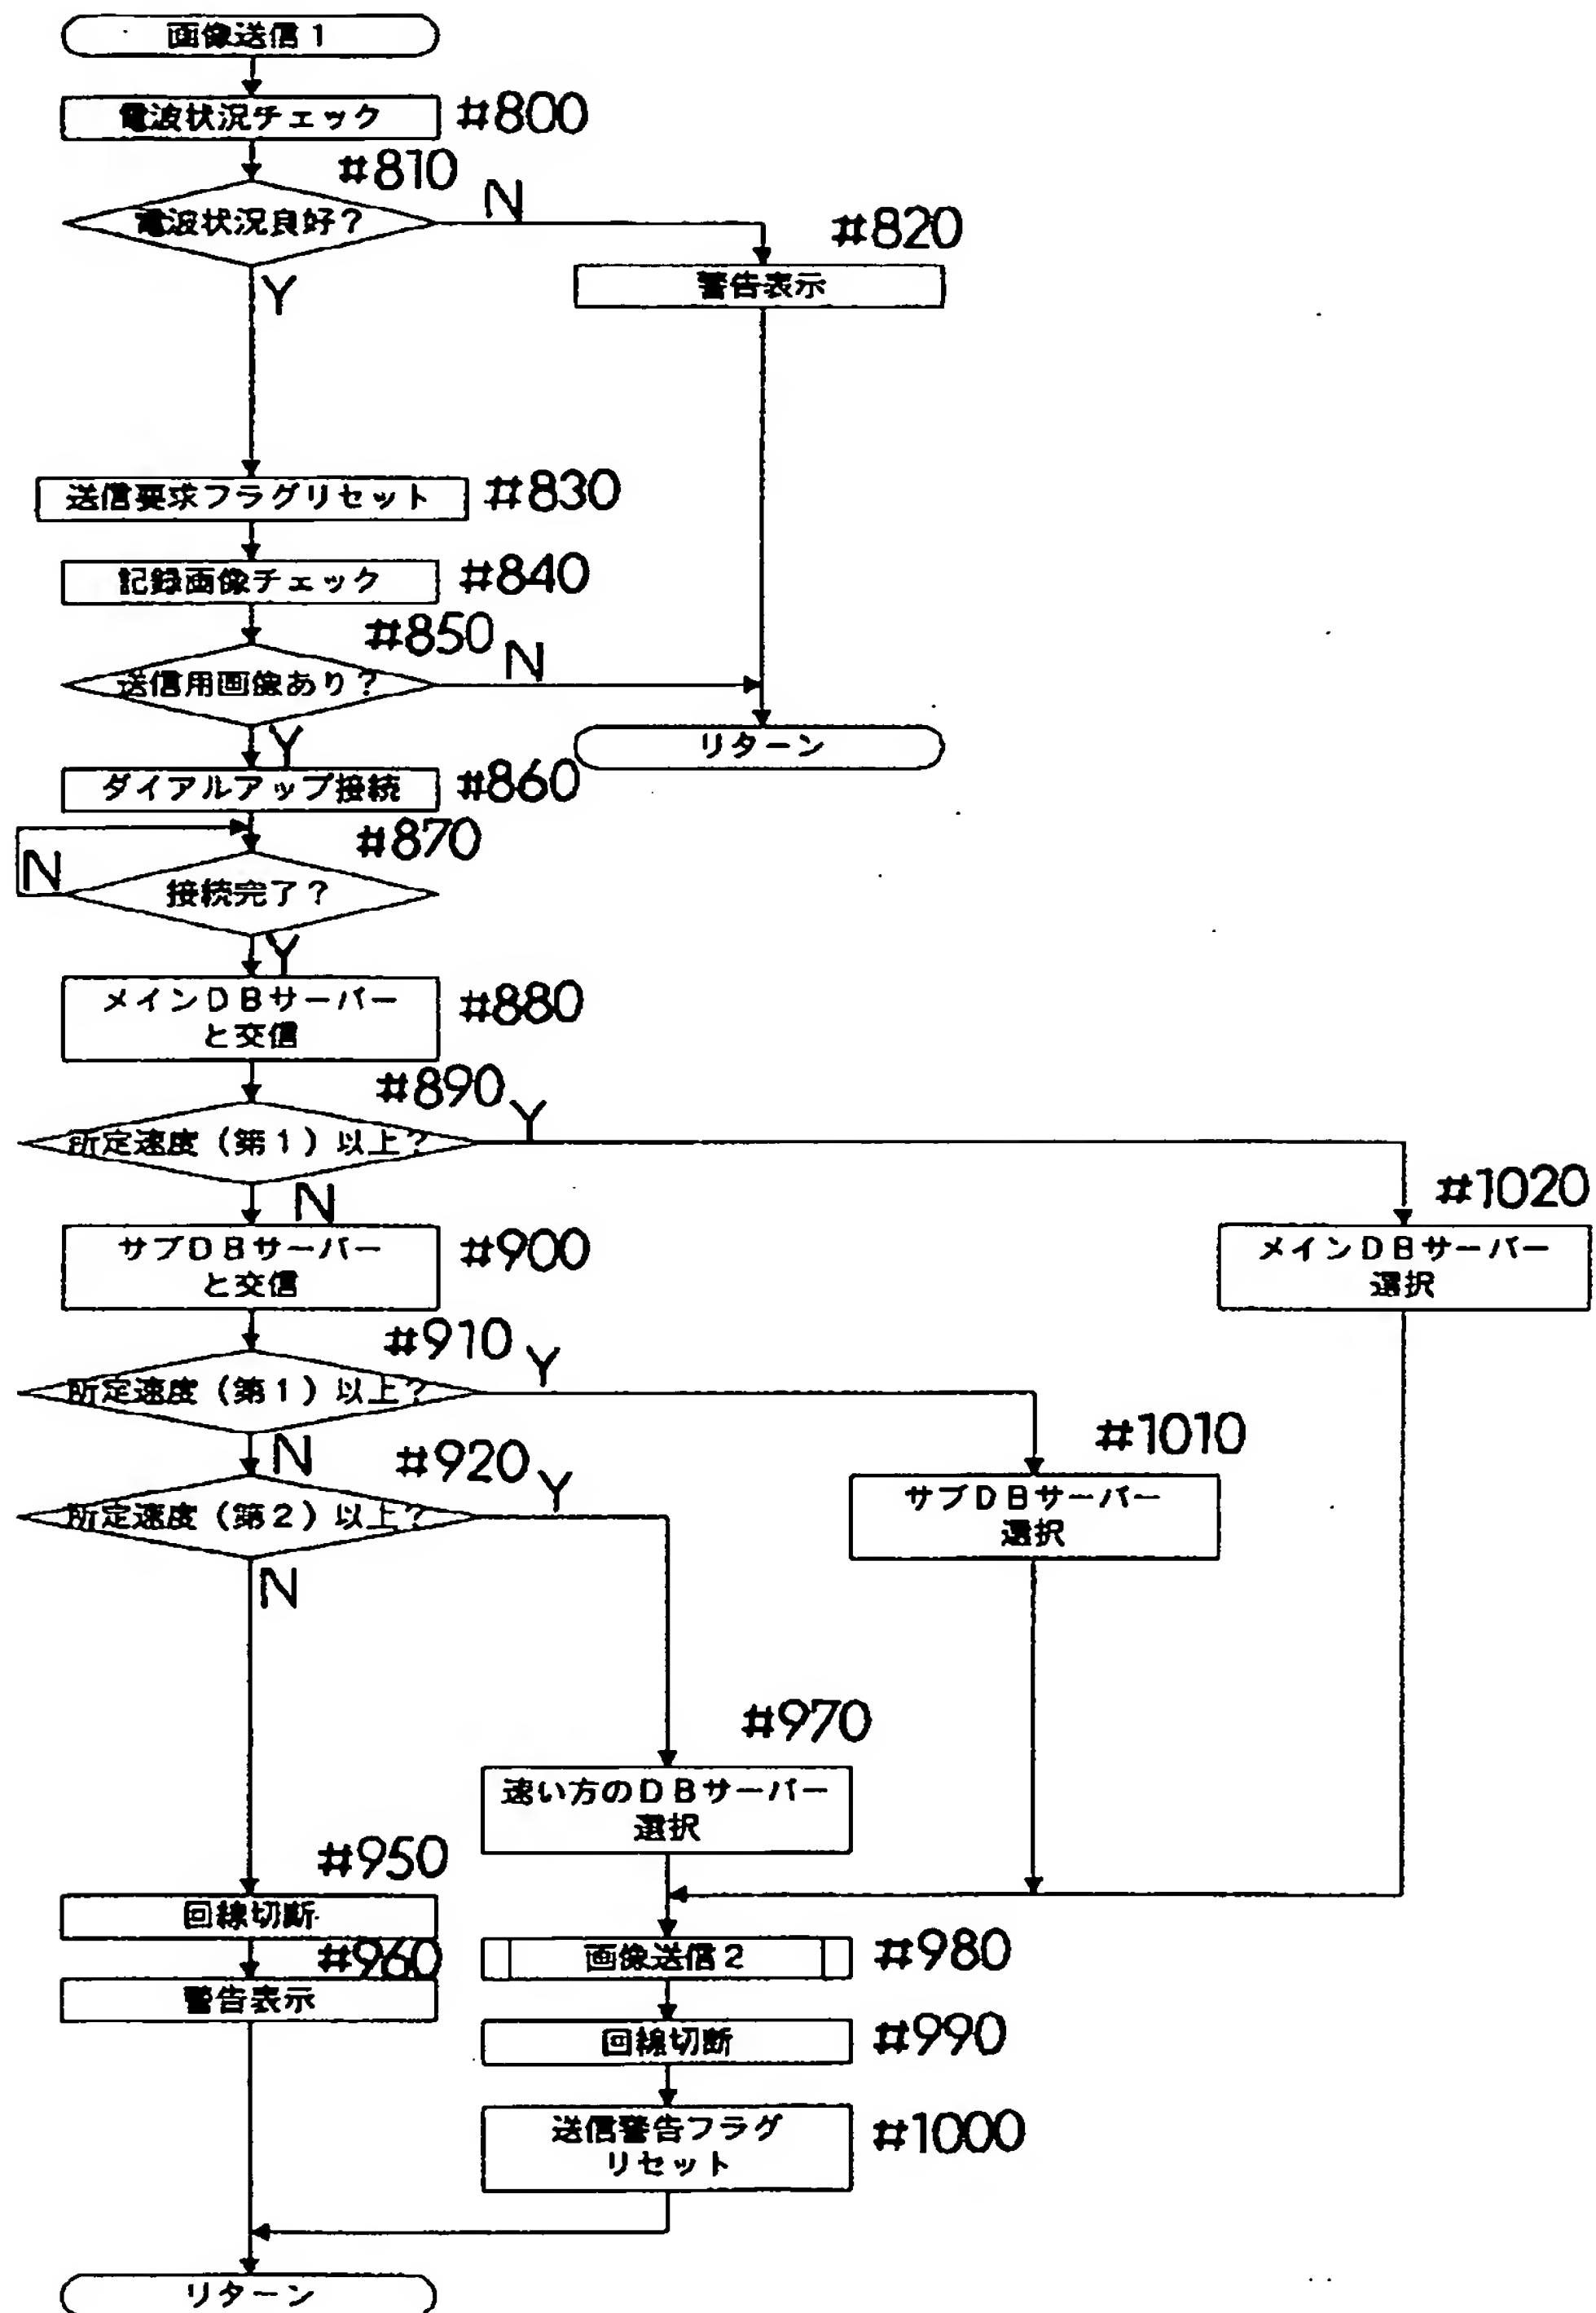 画像送信1
電波状況チェック #800
#810
電波状況良好? N
#820
Y
警告表示
送信要求フラグリセット #830
記録画像チェック #840
#850 N
送信用画像あり?
Y
リターン
ダイアルアップ接続 #860
#870
N
接続完了?
Y
メインDBサーバー
と交信
#880
#890 Y
所定速度(第1)以上?
N
#1020
サブDBサーバー
と交信
#900
メインDBサーバー
選択
#910 Y
所定速度(第1)以上?
N
#920 Y
#1010
所定速度(第2)以上?
サブDBサーバー
選択
N
#970
速い方のDBサーバー
選択
#950
回線切断
#960
警告表示
画像送信2 #980
回線切断 #990
送信警告フラグ
リセット
#1000
リターン